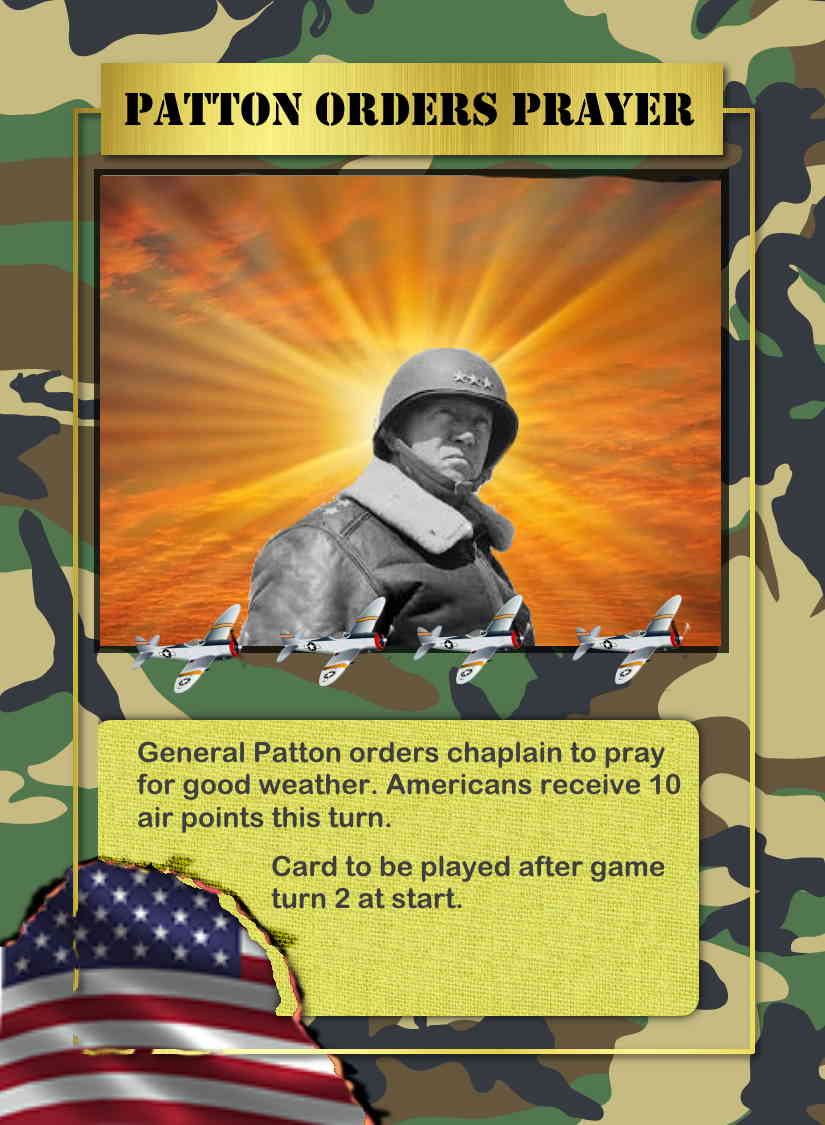 PATTON ORDERS PRAYER
General Patton orders chaplain to pray
for good weather. Americans receive 10
air points this turn.
Card to be played after game
turn 2 at start.